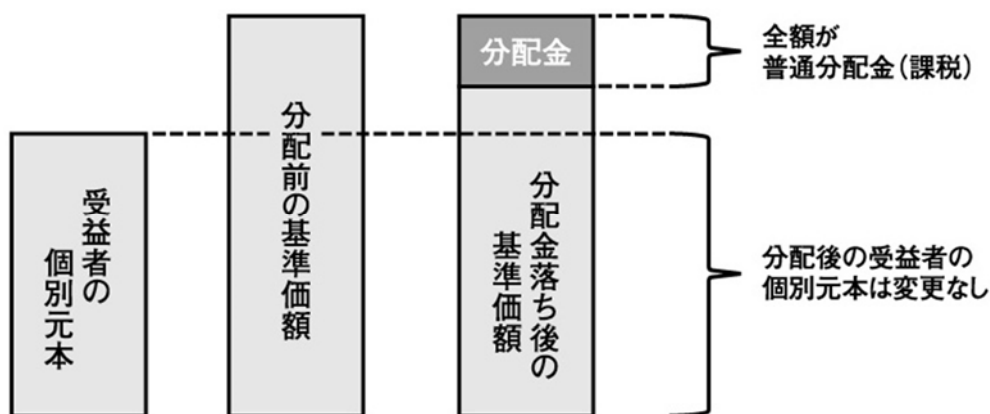 受益者の
個別元本
分配前の基準価額
分配金
分配金落ち後の
基準価額
全額が
普通分配金（課税）
分配後の受益者の
個別元本は変更なし